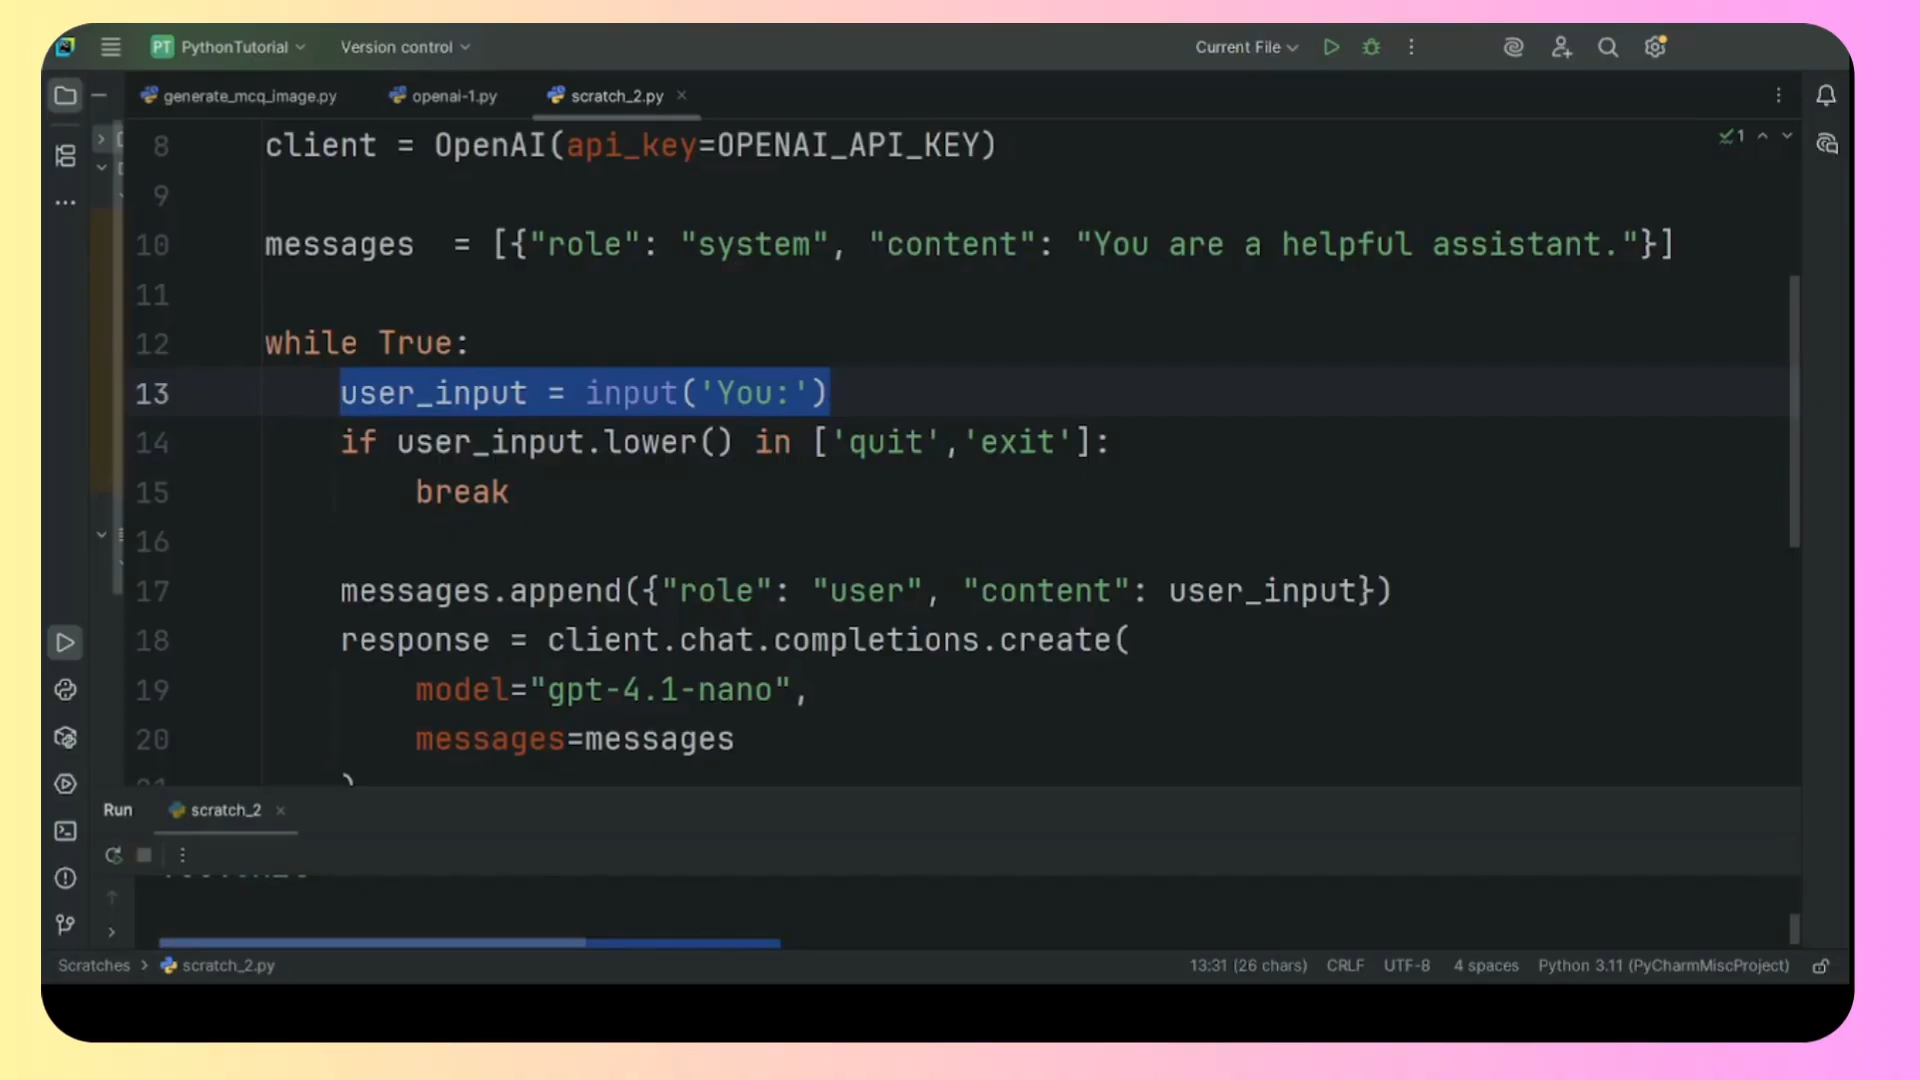 PT PythonTutorial Version control Current File
generate_mcq_image.py openai-1.py scratch_2.py
8 client = OpenAI(api_key=OPENAI_API_KEY)
1
9
10 messages  = [{"role": "system", "content": "You are a helpful assistant."}]
11
12 while True:
13 user_input = input('You:')
14 if user_input.lower() in ['quit','exit']:
15 break
16
17 messages.append({"role": "user", "content": user_input})
18 response = client.chat.completions.create(
19 model="gpt-4.1-nano",
20 messages=messages
)
Run scratch_2
Scratches > scratch_2.py 13:31 (26 chars) CRLF UTF-8 4 spaces Python 3.11 (PyCharmMiscProject)